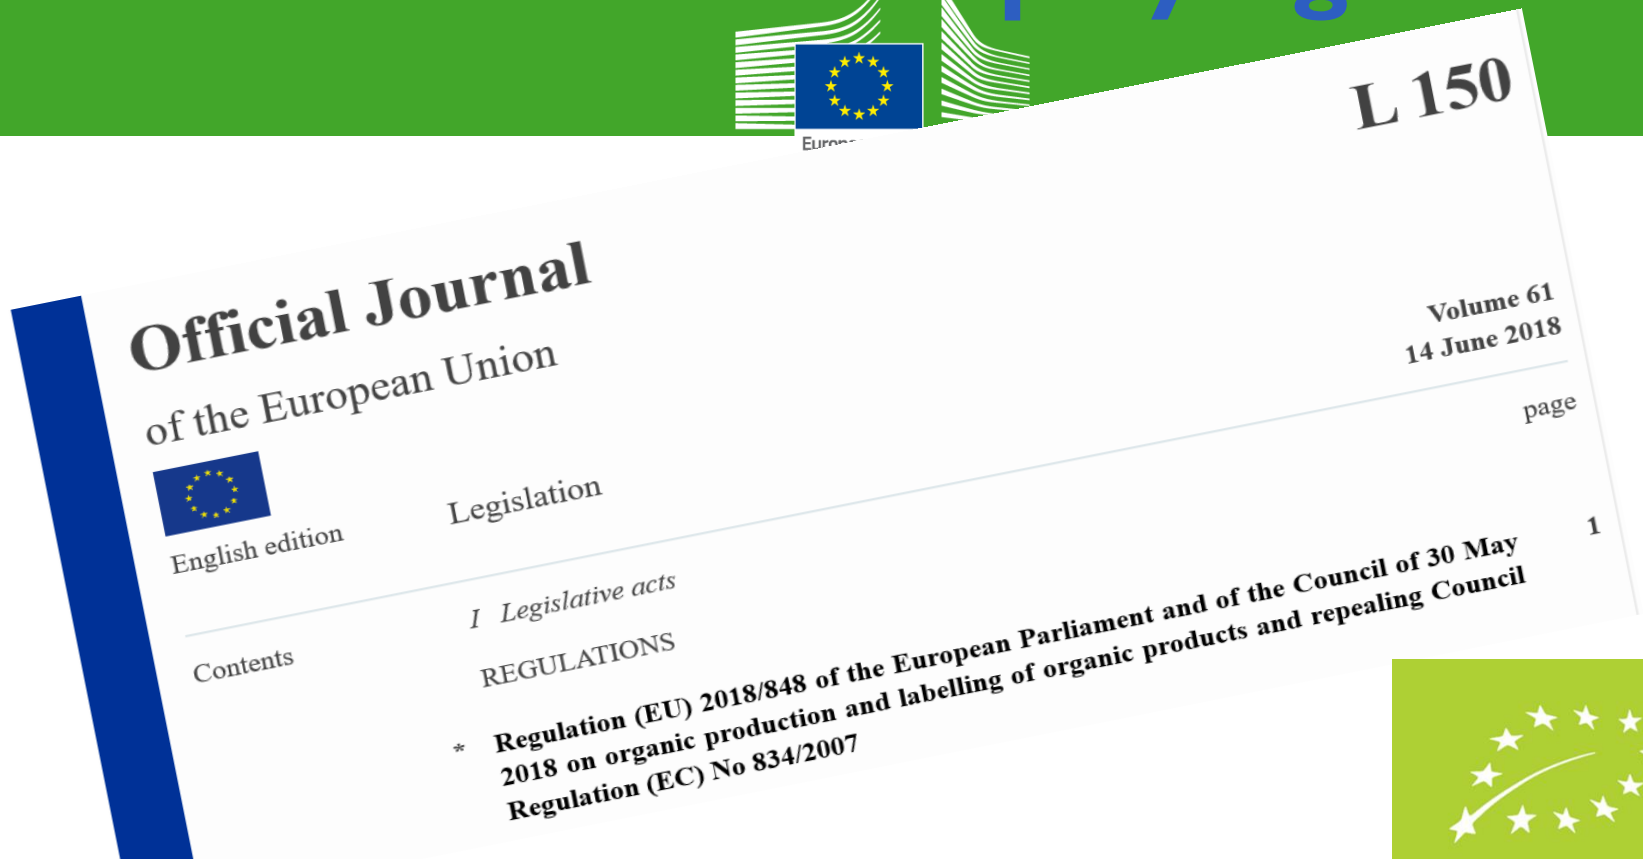 L 150
Official Journal
of the European Union
Volume 61
14 June 2018
English edition
Legislation
page
I Legislative acts
Contents
REGULATIONS
* Regulation (EU) 2018/848 of the European Parliament and of the Council of 30 May 1
2018 on organic production and labelling of organic products and repealing Council
Regulation (EC) No 834/2007